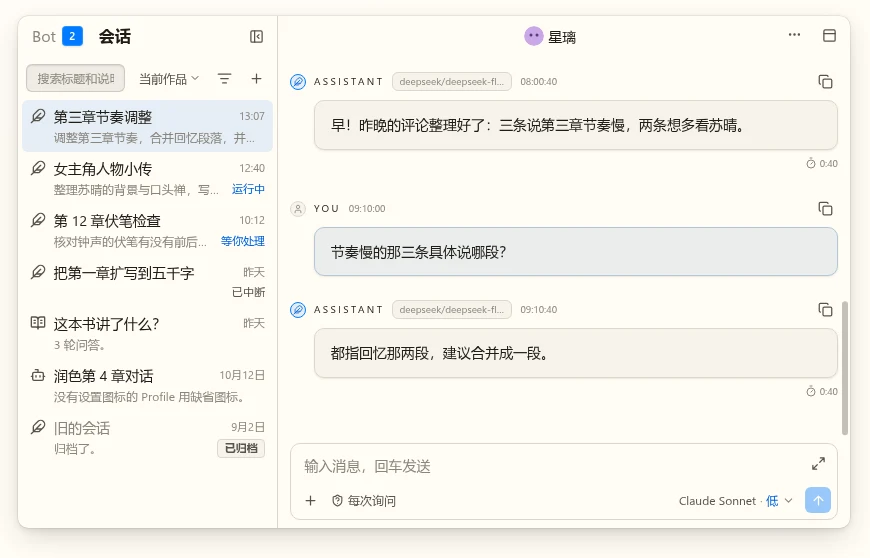 Bot 2 会话
搜索标题和说明 当前作品
第三章节奏调整 13:07
调整第三章节奏，合并回忆段落，并...
女主角人物小传 12:40
整理苏晴的背景与口头禅，写... 运行中
第 12 章伏笔检查 10:12
核对钟声的伏笔有没有前后... 等你处理
把第一章扩写到五千字 昨天
已中断
这本书讲了什么？ 昨天
3 轮问答。
润色第 4 章对话 10月12日
没有设置图标的 Profile 用缺省图标。
旧的会话 9月2日
归档了。 已归档
星璃
ASSISTANT deepseek/deepseek-fl... 08:00:40
早！昨晚的评论整理好了：三条说第三章节奏慢，两条想多看苏晴。
0:40
YOU 09:10:00
节奏慢的那三条具体说哪段？
ASSISTANT deepseek/deepseek-fl... 09:10:40
都指回忆那两段，建议合并成一段。
0:40
输入消息，回车发送
每次询问 Claude Sonnet · 低